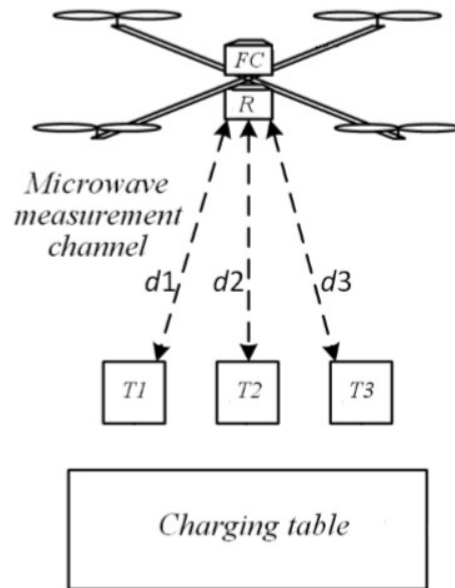 FC
R
Microwave
measurement
channel
d1 d2 d3
T1 T2 T3
Charging table